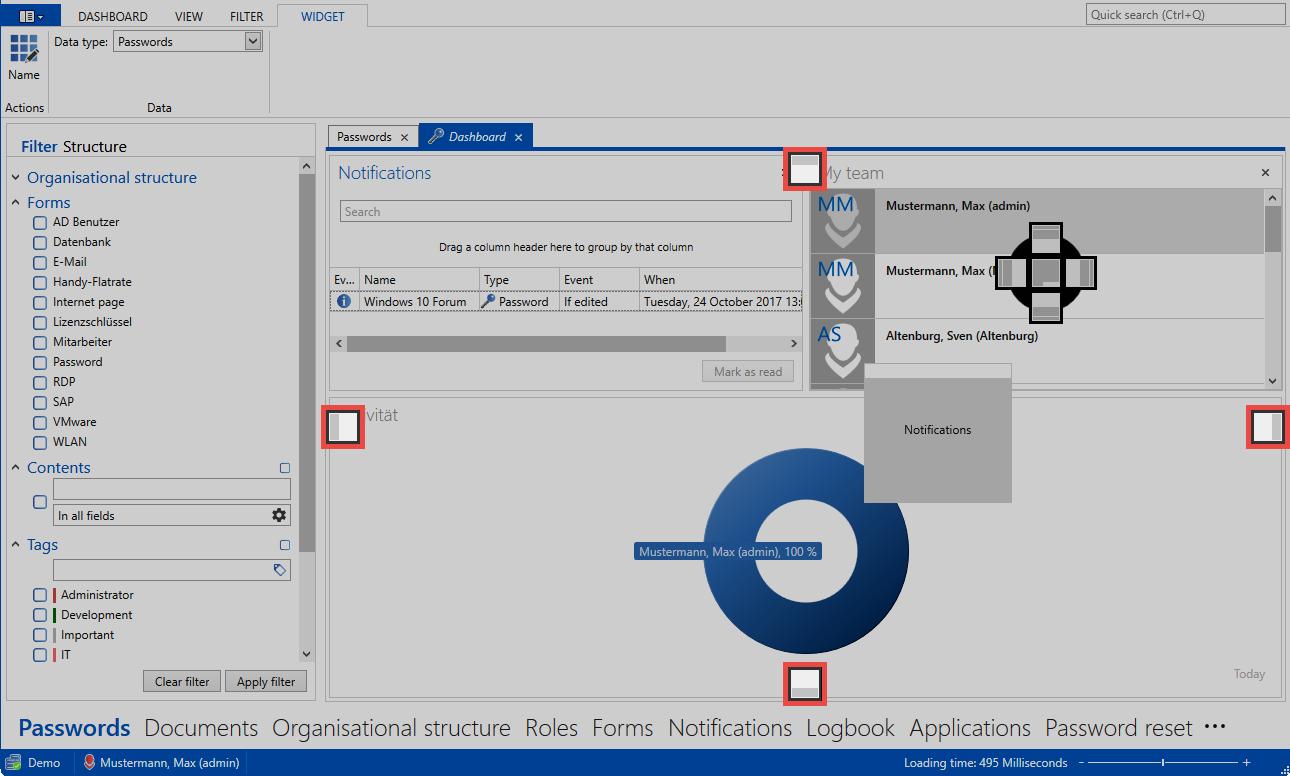 DASHBOARD VIEW FILTER WIDGET
Quick search (Ctrl+Q)
Data type: Passwords
Name
Actions Data
Filter Structure
Organisational structure
Forms
AD Benutzer
Datenbank
E-Mail
Handy-Flatrate
Internet page
Lizenzschlüssel
Mitarbeiter
Password
RDP
SAP
VMware
WLAN
Contents
In all fields
Tags
Administrator
Development
Important
IT
Clear filter Apply filter
Passwords Dashboard
Notifications
Search
Drag a column header here to group by that column
Ev... Name Type Event When
Windows 10 Forum Password If edited Tuesday, 24 October 2017 13:
Mark as read
My team
MM Mustermann, Max (admin)
MM Mustermann, Max (
AS Altenburg, Sven (Altenburg)
vität
Notifications
Mustermann, Max (admin), 100 %
Today
Passwords Documents Organisational structure Roles Forms Notifications Logbook Applications Password reset ···
Demo Mustermann, Max (admin) Loading time: 495 Milliseconds - +